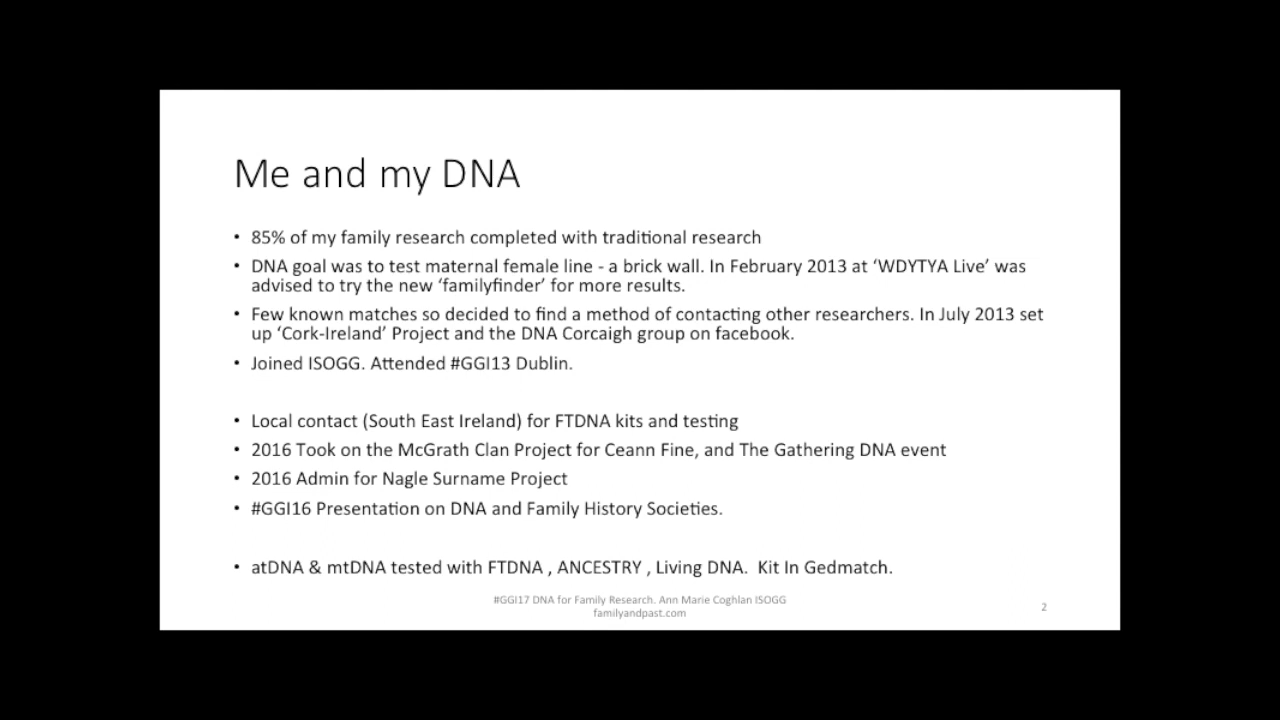 Me and my DNA
• 85% of my family research completed with traditional research
• DNA goal was to test maternal female line - a brick wall. In February 2013 at ‘WDYTYA Live’ was
advised to try the new ‘familyfinder’ for more results.
• Few known matches so decided to find a method of contacting other researchers. In July 2013 set
up ‘Cork-Ireland’ Project and the DNA Corcaigh group on facebook.
• Joined ISOGG. Attended #GGI13 Dublin.
• Local contact (South East Ireland) for FTDNA kits and testing
• 2016 Took on the McGrath Clan Project for Ceann Fine, and The Gathering DNA event
• 2016 Admin for Nagle Surname Project
• #GGI16 Presentation on DNA and Family History Societies.
• atDNA & mtDNA tested with FTDNA , ANCESTRY , Living DNA.  Kit In Gedmatch.
#GGI17 DNA for Family Research. Ann Marie Coghlan ISOGG
familyandpast.com
2